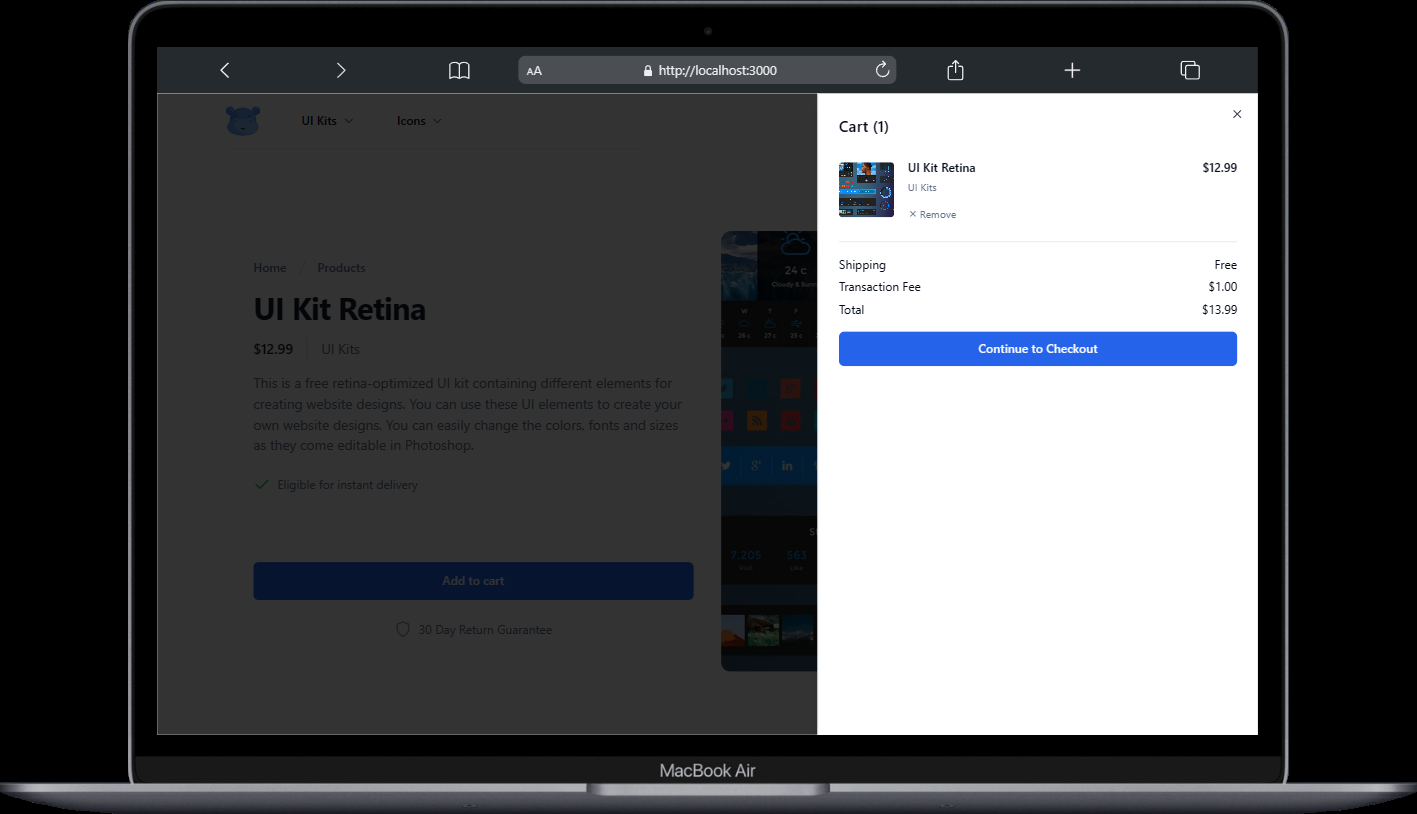 AA
http://localhost:3000
UI Kits
Icons
Home / Products
UI Kit Retina
$12.99
UI Kits
This is a free retina-optimized UI kit containing different elements for
creating website designs. You can use these UI elements to create your
own website designs. You can easily change the colors, fonts and sizes
as they come editable in Photoshop.
Eligible for instant delivery
Add to cart
30 Day Return Guarantee
24 c
W T F
26 c 27 c 23 c
in
7,205 563
Cart (1)
UI Kit Retina $12.99
UI Kits
× Remove
Shipping Free
Transaction Fee $1.00
Total $13.99
Continue to Checkout
MacBook Air